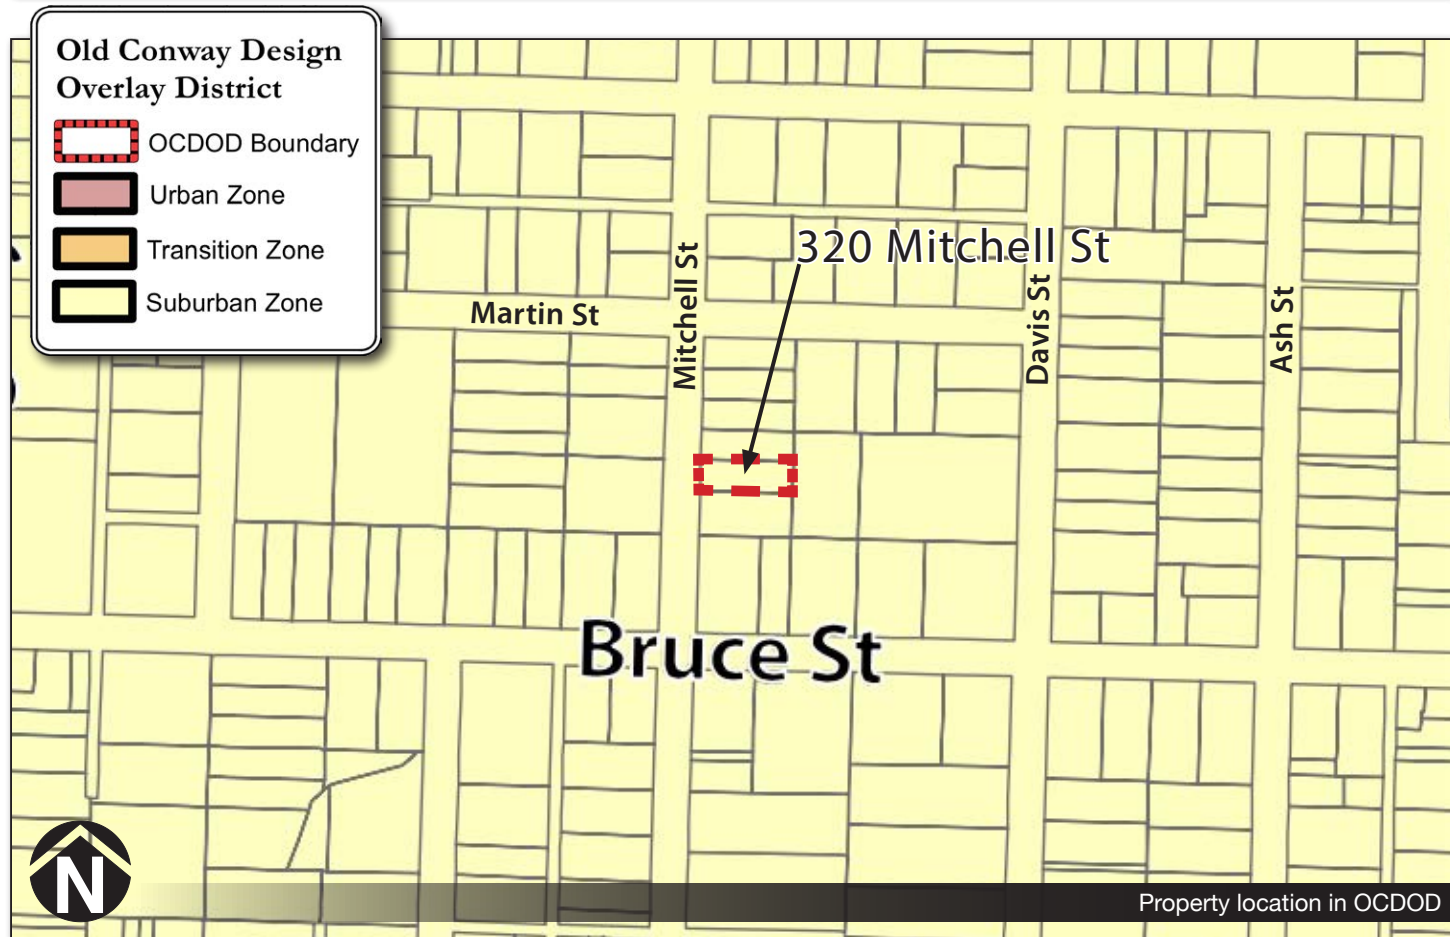 Old Conway Design
Overlay District
OCDOD Boundary
Urban Zone
Transition Zone
Suburban Zone
320 Mitchell St
Martin St
Mitchell St
Davis St
Ash St
Bruce St
N
Property location in OCDOD